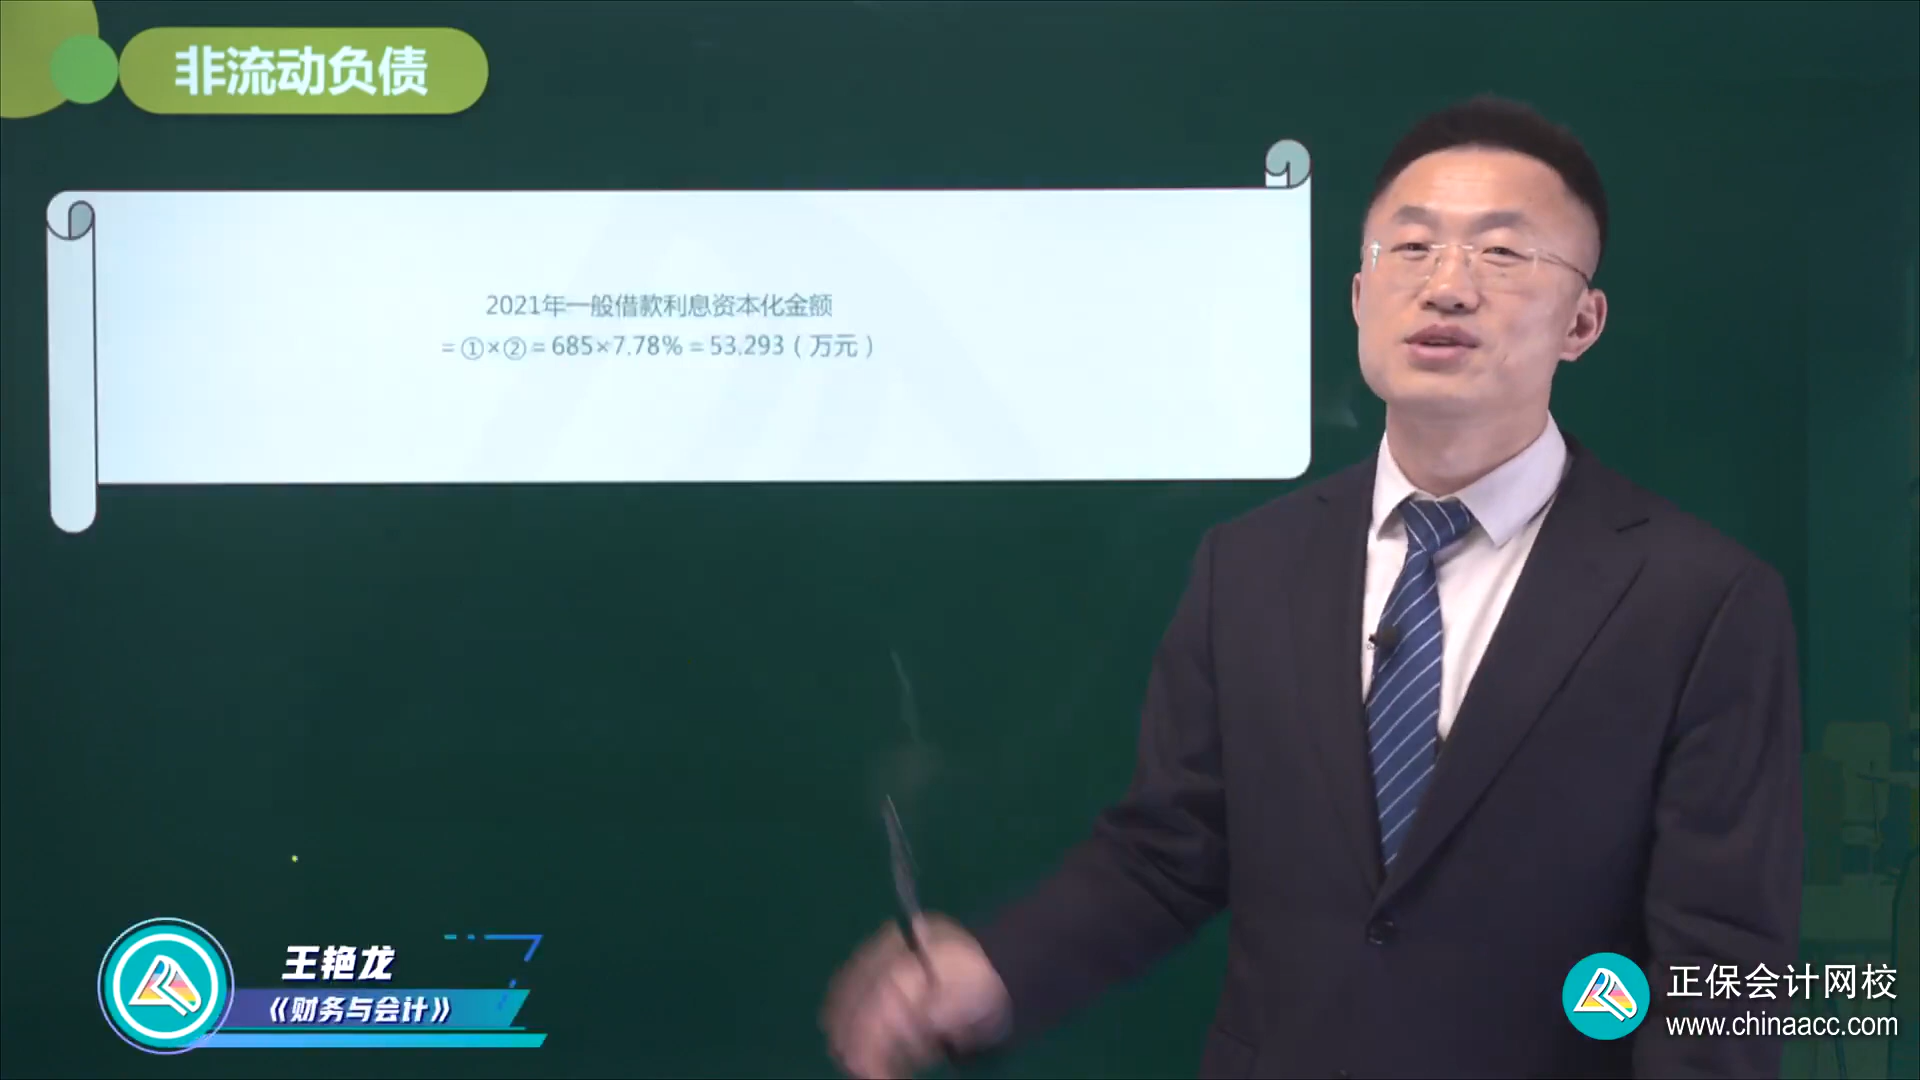 非流动负债
2021年一般借款利息资本化金额
=①×②=685×7.78%=53.293(万元)
王艳龙
《财务与会计》
正保会计网校
www.chinaacc.com